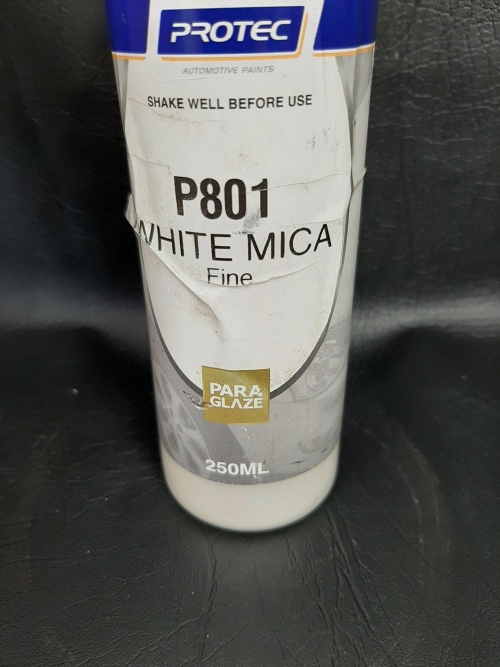 PROTEC
AUTOMOTIVE PAINTS
SHAKE WELL BEFORE USE
P801
WHITE MICA
Fine
PARA
GLAZE
250ML